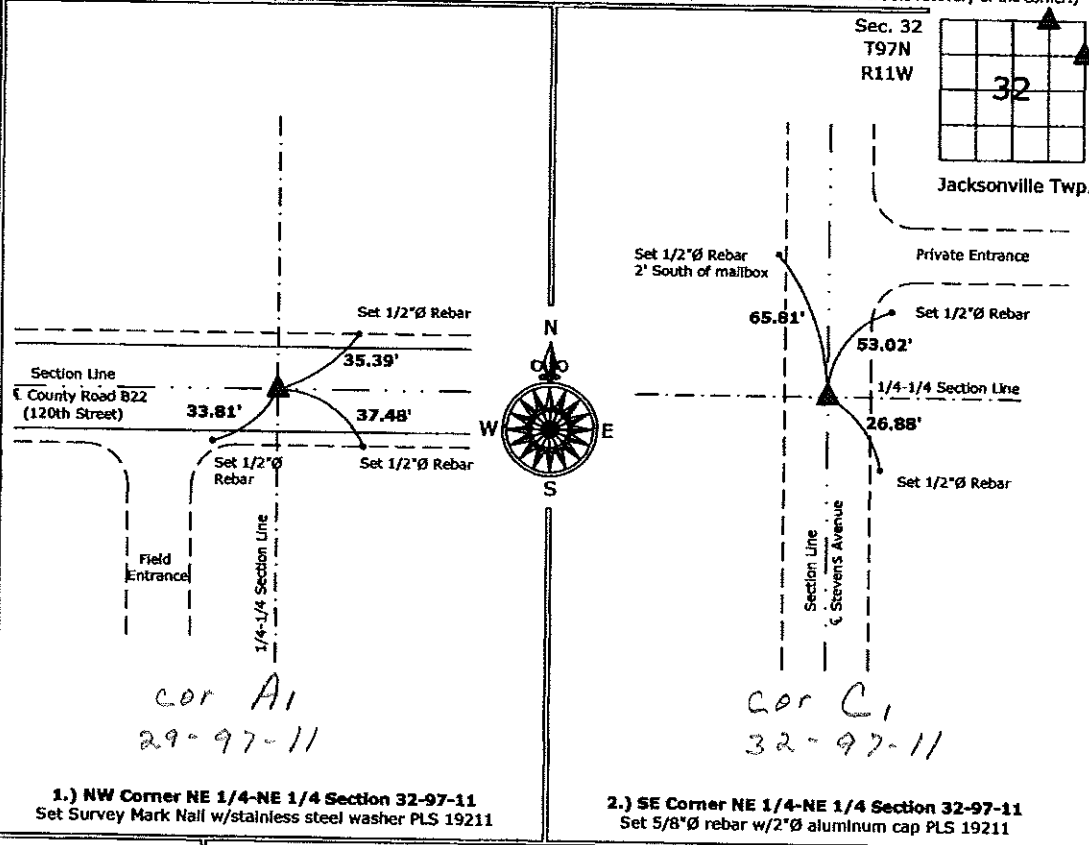 Sec. 32
T97N
R11W
32
Jacksonville Twp.
Set 1/2"Ø Rebar
35.39'
Section Line
℄ County Road B22
(120th Street)
33.81'
37.48'
Set 1/2"Ø
Rebar
Set 1/2"Ø Rebar
Field
Entrance
1/4-1/4 Section Line
cor A1
29-97-11
1.) NW Corner NE 1/4-NE 1/4 Section 32-97-11
Set Survey Mark Nail w/stainless steel washer PLS 19211
N
W
E
S
Set 1/2"Ø Rebar
2' South of mailbox
Private Entrance
65.81'
Set 1/2"Ø Rebar
53.02'
1/4-1/4 Section Line
26.88'
Set 1/2"Ø Rebar
Section Line
℄ Stevens Avenue
Cor C1
32-97-11
2.) SE Corner NE 1/4-NE 1/4 Section 32-97-11
Set 5/8"Ø rebar w/2"Ø aluminum cap PLS 19211